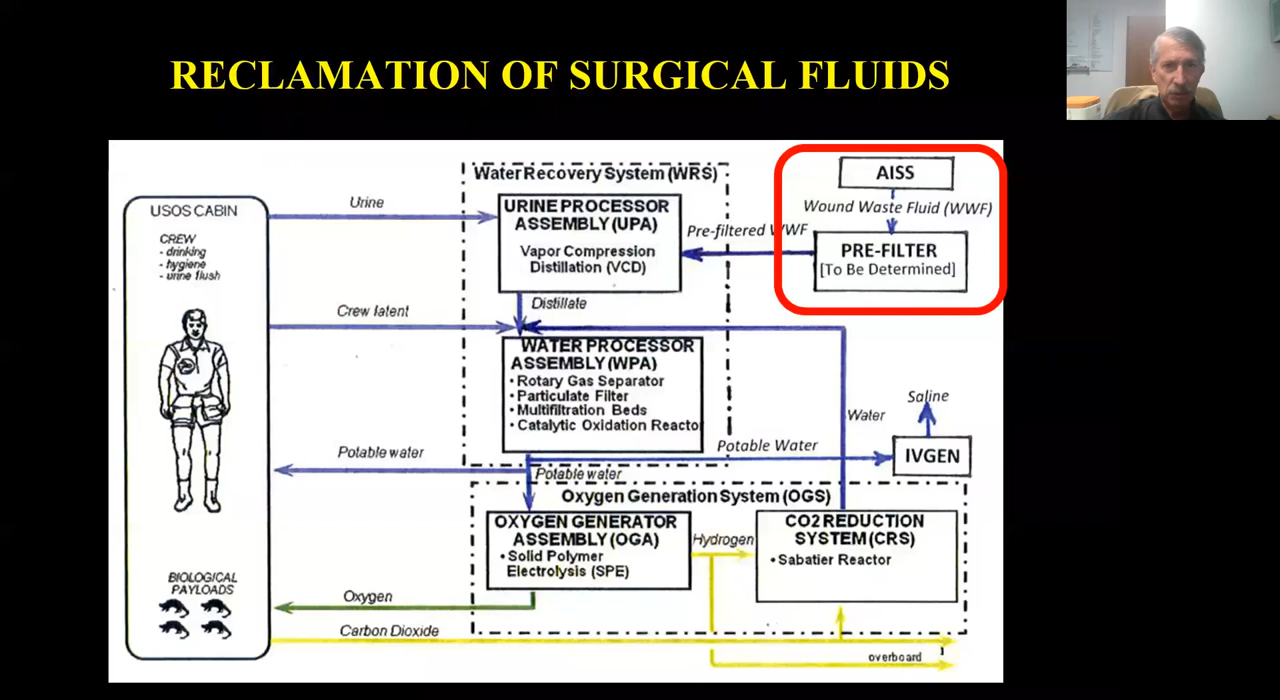 RECLAMATION OF SURGICAL FLUIDS
USOS CABIN
CREW
- drinking
- hygiene
- urine flush
BIOLOGICAL
PAYLOADS
Urine
Crew latent
Potable water
Oxygen
Carbon Dioxide
Water Recovery System (WRS)
URINE PROCESSOR
ASSEMBLY (UPA)
Vapor Compression
Distillation (VCD)
Distillate
WATER PROCESSOR
ASSEMBLY (WPA)
• Rotary Gas Separator
• Particulate Filter
• Multifiltration Beds
• Catalytic Oxidation Reactor
Potable water
AISS
Wound Waste Fluid (WWF)
PRE-FILTER
[To Be Determined]
Pre-filtered WWF
Water
Potable Water
Saline
IVGEN
Oxygen Generation System (OGS)
OXYGEN GENERATOR
ASSEMBLY (OGA)
• Solid Polymer
Electrolysis (SPE)
Hydrogen
CO2 REDUCTION
SYSTEM (CRS)
• Sabatier Reactor
overboard